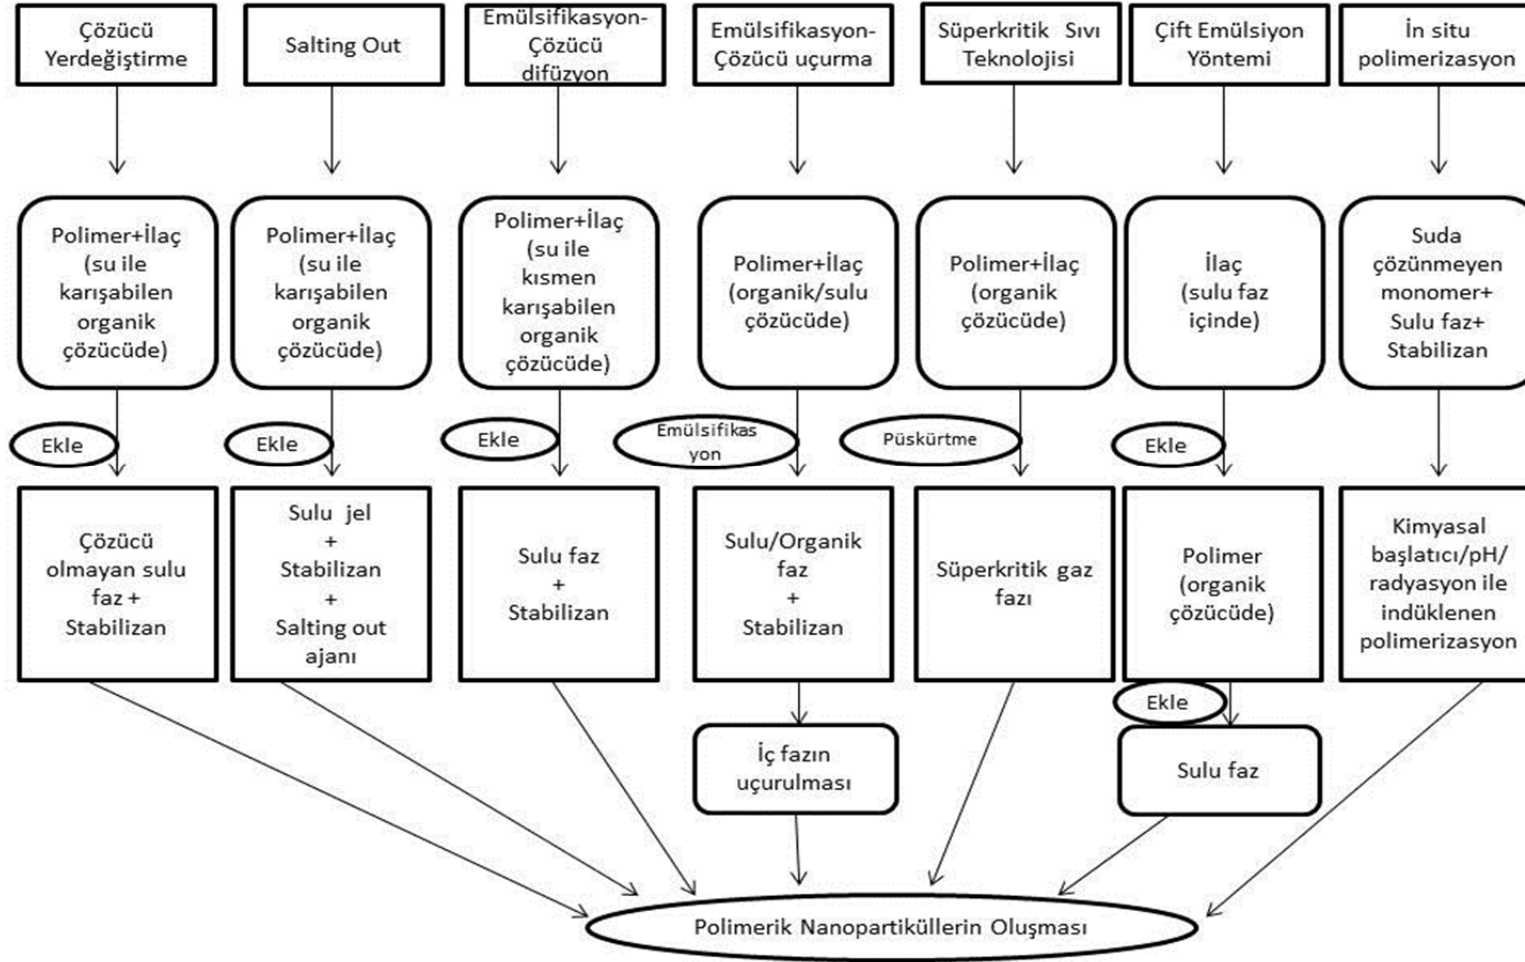 Çözücü
Yerdeğiştirme
Salting Out
Emülsifikasyon-
Çözücü
difüzyon
Emülsifikasyon-
Çözücü uçurma
Süperkritik Sıvı
Teknolojisi
Çift Emülsiyon
Yöntemi
İn situ
polimerizasyon
Polimer+İlaç
(su ile
karışabilen
organik
çözücüde)
Polimer+İlaç
(su ile
karışabilen
organik
çözücüde)
Polimer+İlaç
(su ile
kısmen
karışabilen
organik
çözücüde)
Polimer+İlaç
(organik/sulu
çözücüde)
Polimer+İlaç
(organik
çözücüde)
İlaç
(sulu faz
içinde)
Suda
çözünmeyen
monomer+
Sulu faz+
Stabilizan
Ekle
Ekle
Ekle
Emülsifikas
yon
Püskürtme
Ekle
Çözücü
olmayan sulu
faz +
Stabilizan
Sulu jel
+
Stabilizan
+
Salting out
ajanı
Sulu faz
+
Stabilizan
Sulu/Organik
faz
+
Stabilizan
Süperkritik gaz
fazı
Polimer
(organik
çözücüde)
Kimyasal
başlatıcı/pH/
radyasyon ile
indüklenen
polimerizasyon
Ekle
İç fazın
uçurulması
Sulu faz
Polimerik Nanopartiküllerin Oluşması